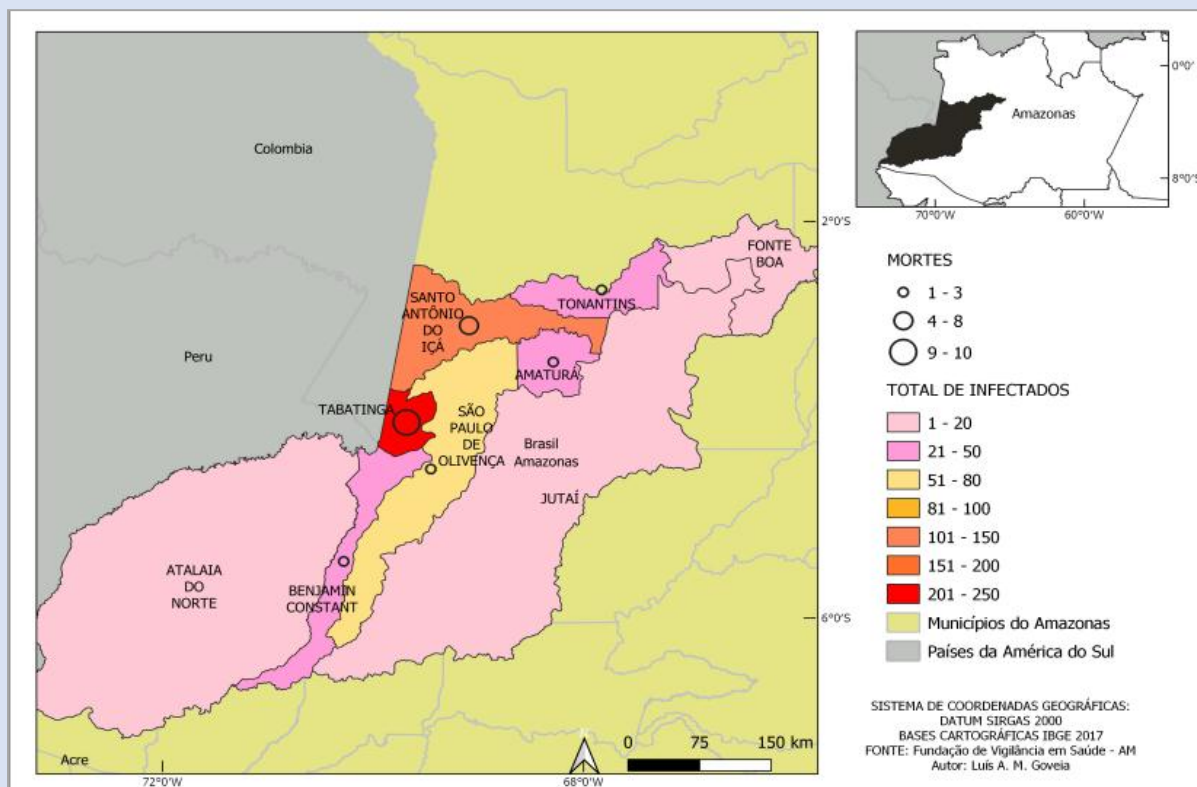 Colombia
Peru
SANTO
ANTÔNIO
DO
IÇÁ
TONANTINS
FONTE
BOA
AMATURÁ
TABATINGA
SÃO
PAULO
DE
OLIVENÇA
Brasil
Amazonas
JUTAÍ
ATALAIA
DO
NORTE
BENJAMIN
CONSTANT
Acre
0 75 150 km
72°0'W
68°0'W
2°0'S
6°0'S
Amazonas
0°0'
8°0'S
70°0'W
60°0'W
MORTES
1 - 3
4 - 8
9 - 10
TOTAL DE INFECTADOS
1 - 20
21 - 50
51 - 80
81 - 100
101 - 150
151 - 200
201 - 250
Municípios do Amazonas
Países da América do Sul
SISTEMA DE COORDENADAS GEOGRÁFICAS:
DATUM SIRGAS 2000
BASES CARTOGRÁFICAS IBGE 2017
FONTE: Fundação de Vigilância em Saúde - AM
Autor: Luís A. M. Goveia